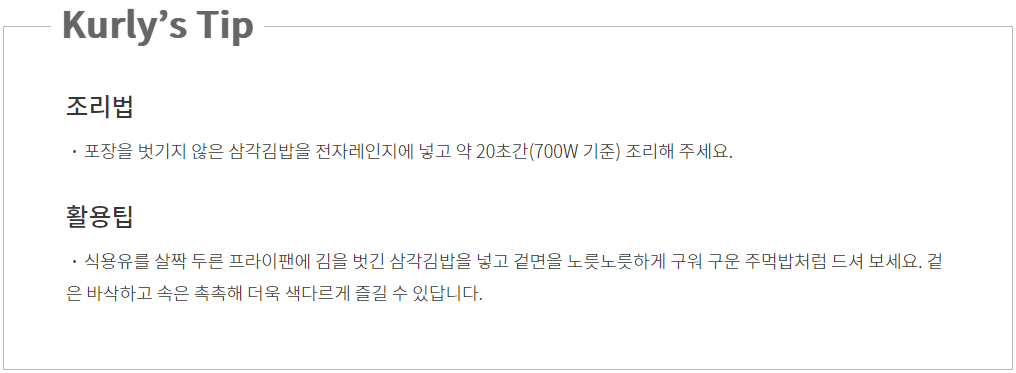 Kurly’s Tip
조리법
· 포장을 벗기지 않은 삼각김밥을 전자레인지에 넣고 약 20초간(700W 기준) 조리해 주세요.
활용팁
· 식용유를 살짝 두른 프라이팬에 김을 벗긴 삼각김밥을 넣고 겉면을 노릇노릇하게 구워 구운 주먹밥처럼 드셔 보세요. 겉
은 바삭하고 속은 촉촉해 더욱 색다르게 즐길 수 있답니다.